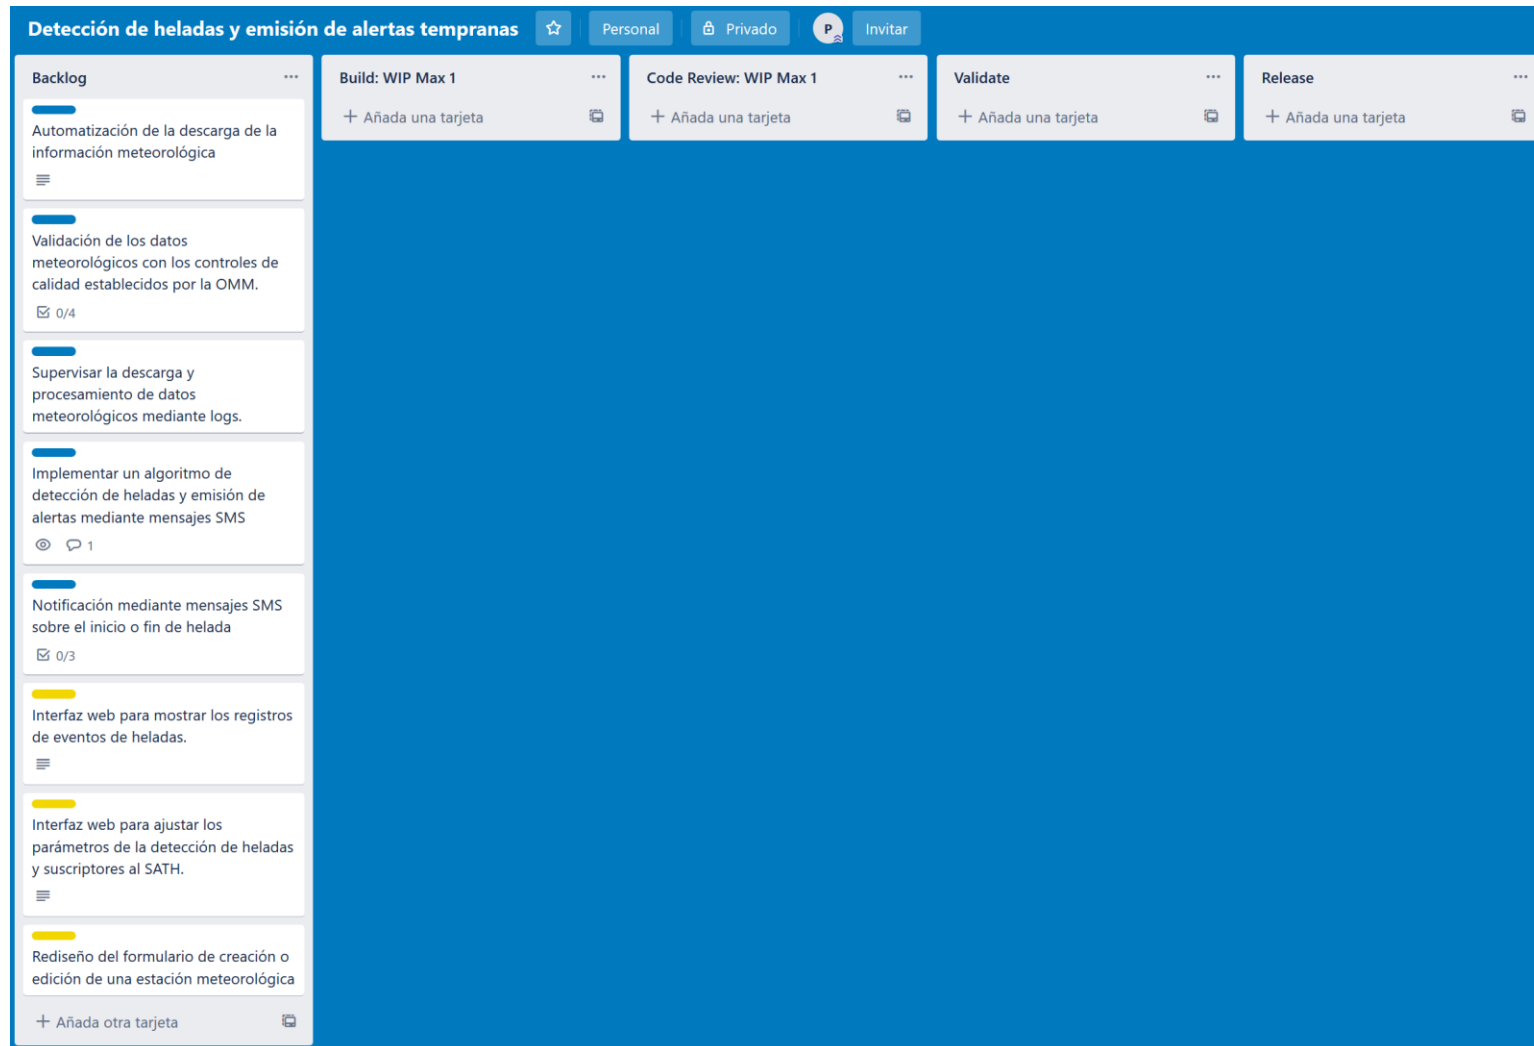 Detección de heladas y emisión de alertas tempranas
Personal
Privado
P
Invitar
Backlog
Automatización de la descarga de la
información meteorológica
Validación de los datos
meteorológicos con los controles de
calidad establecidos por la OMM.
0/4
Supervisar la descarga y
procesamiento de datos
meteorológicos mediante logs.
Implementar un algoritmo de
detección de heladas y emisión de
alertas mediante mensajes SMS
1
Notificación mediante mensajes SMS
sobre el inicio o fin de helada
0/3
Interfaz web para mostrar los registros
de eventos de heladas.
Interfaz web para ajustar los
parámetros de la detección de heladas
y suscriptores al SATH.
Rediseño del formulario de creación o
edición de una estación meteorológica
+ Añada otra tarjeta
Build: WIP Max 1
+ Añada una tarjeta
Code Review: WIP Max 1
+ Añada una tarjeta
Validate
+ Añada una tarjeta
Release
+ Añada una tarjeta